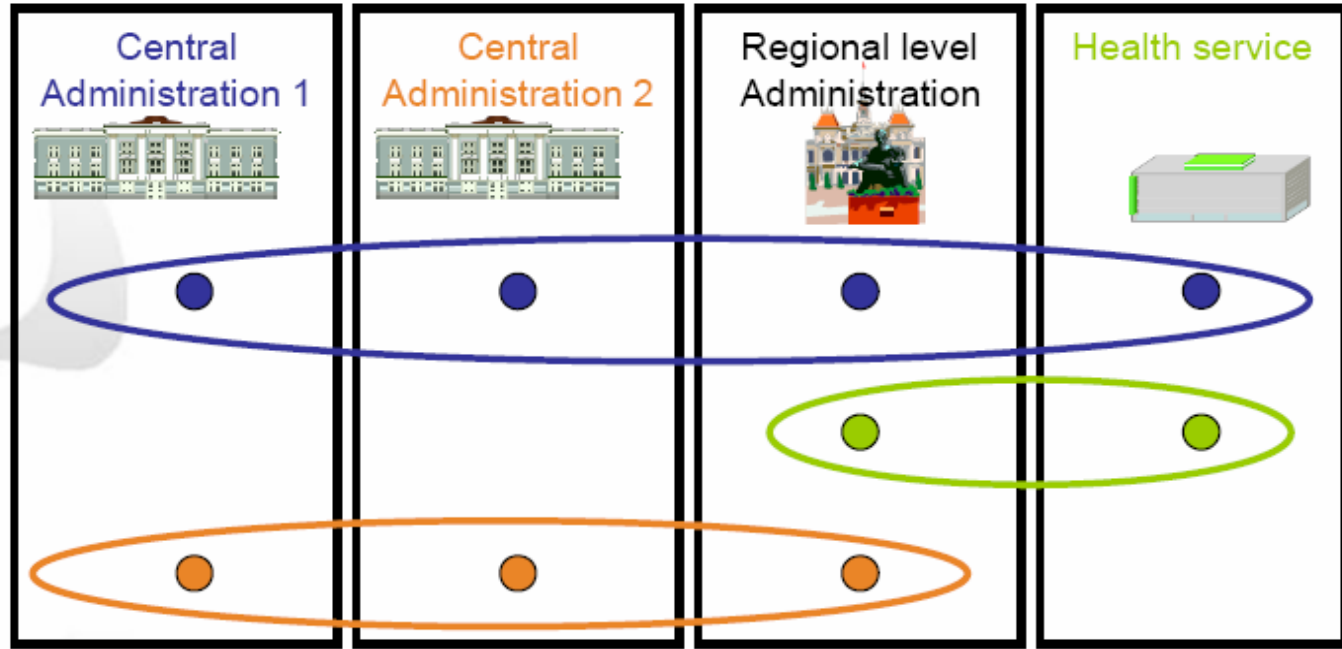 Central
Administration 1
Central
Administration 2
Regional level
Administration
Health service